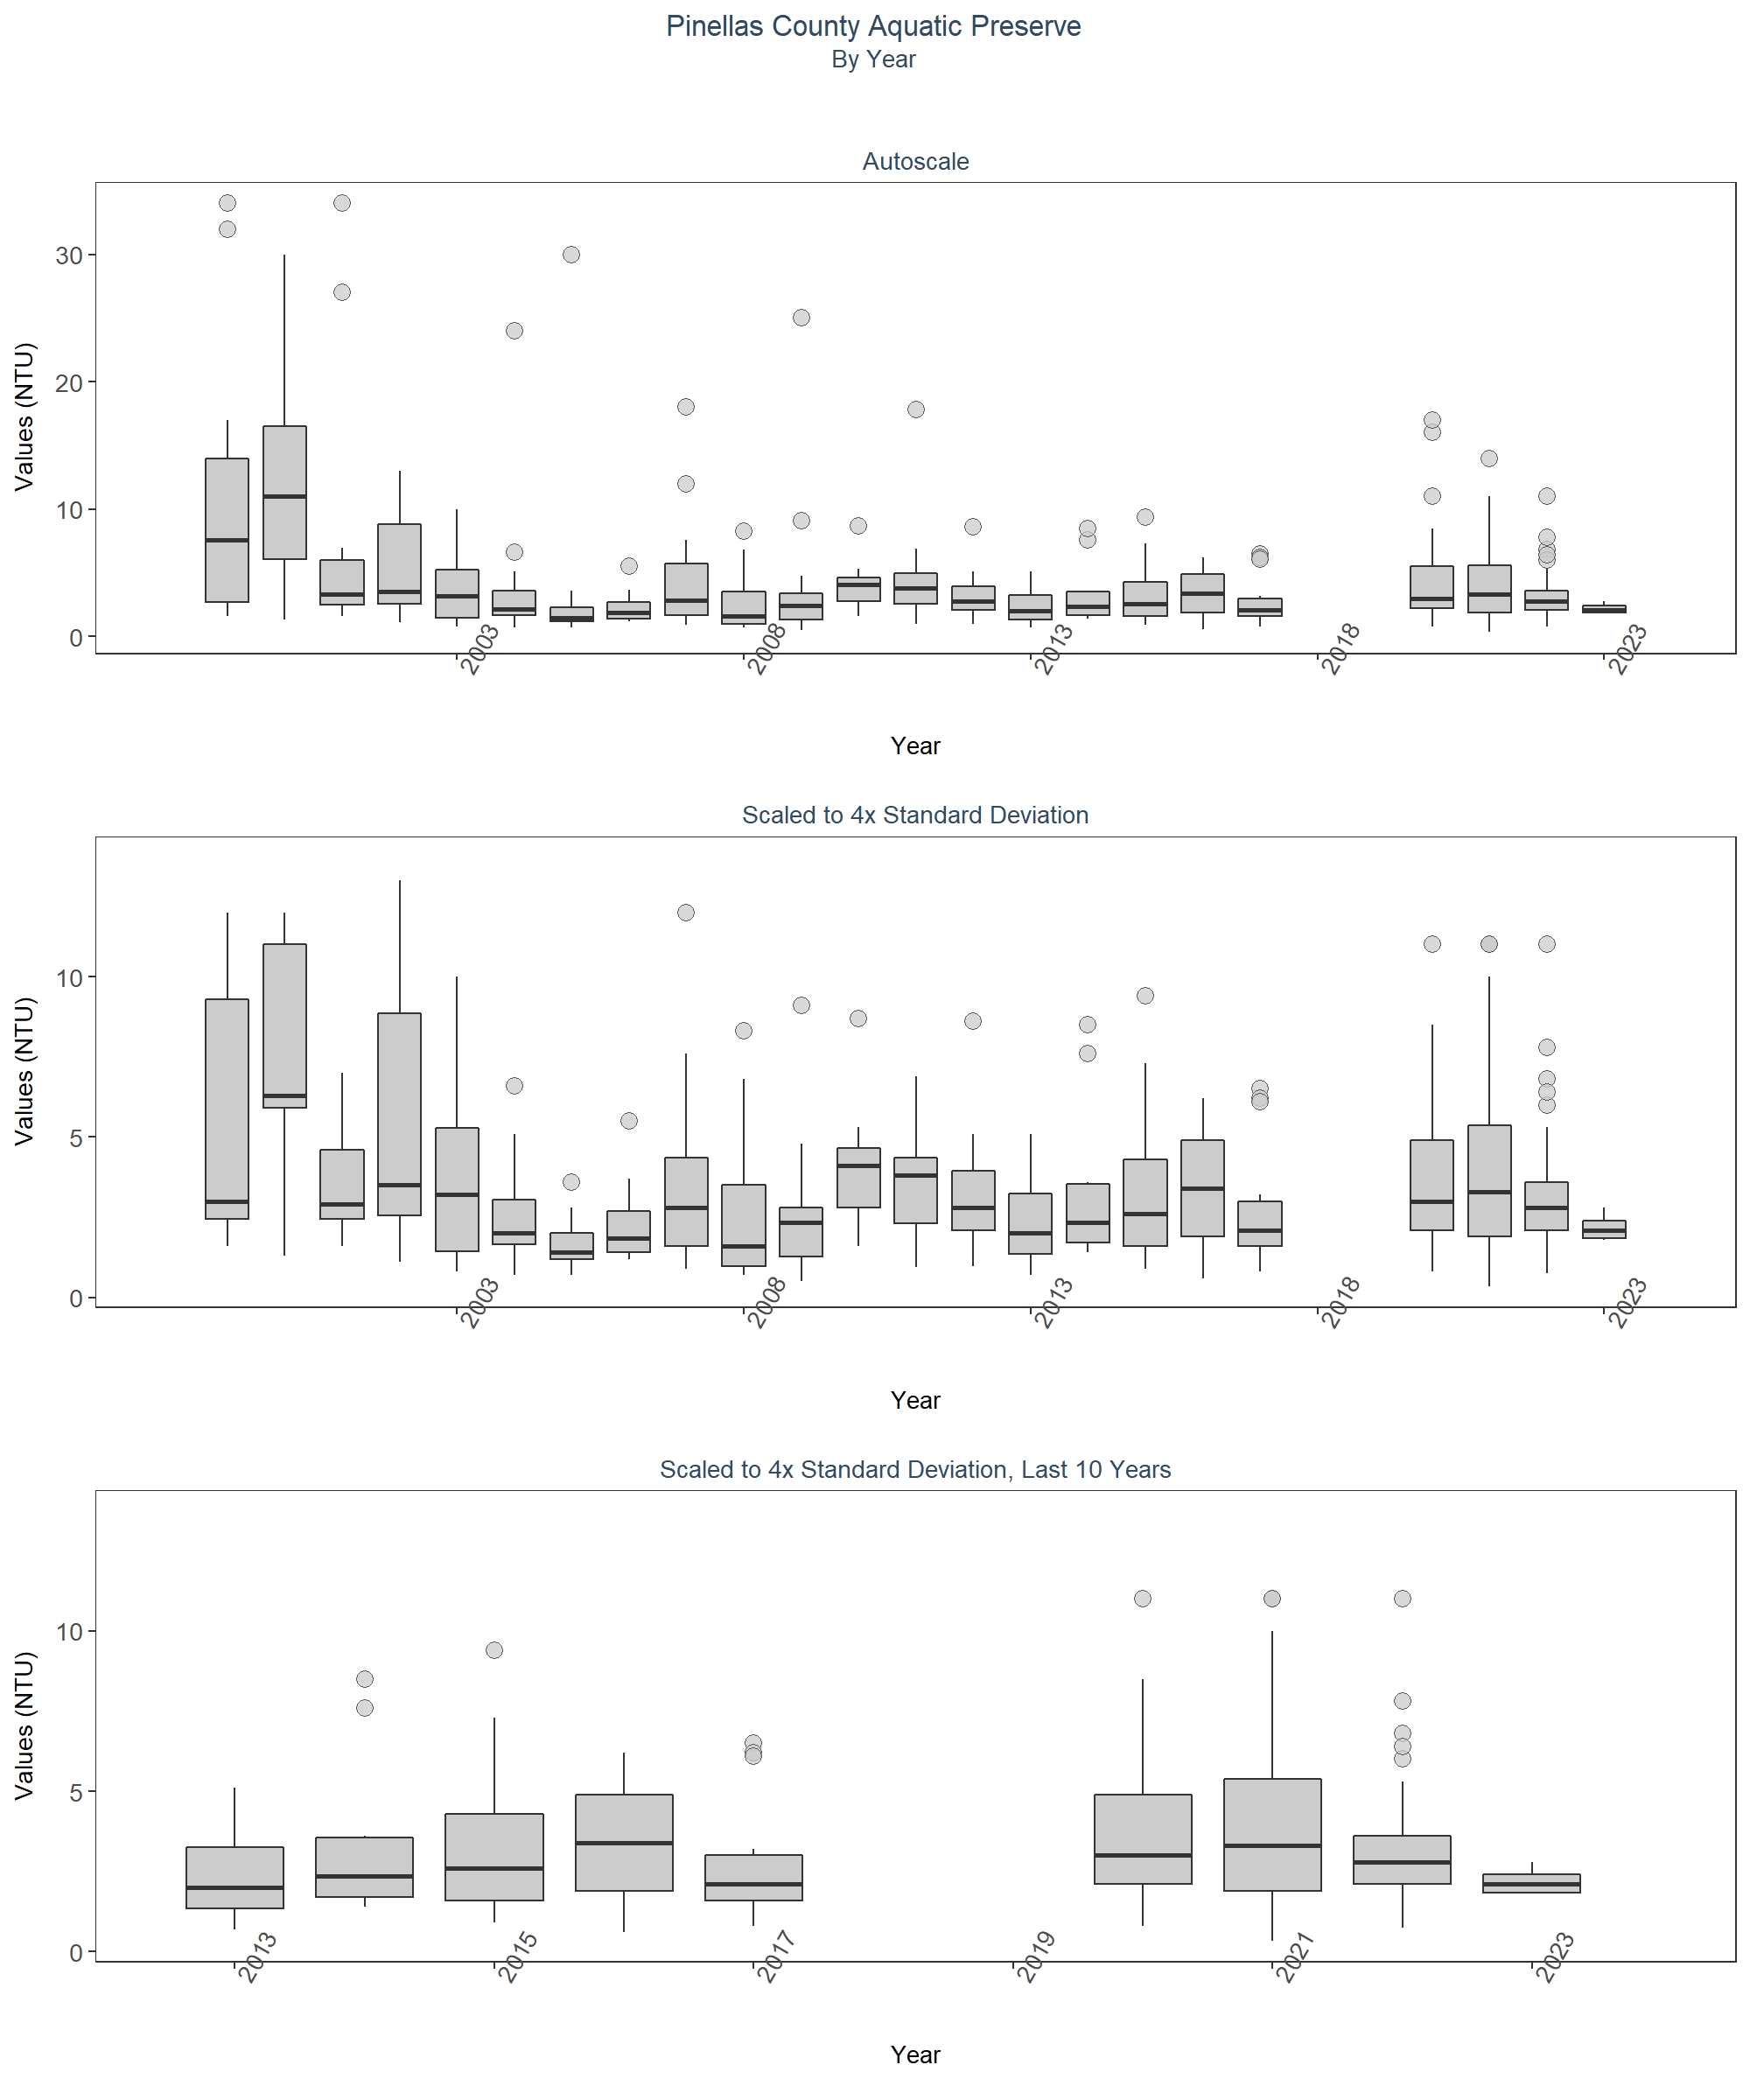 Pinellas County Aquatic Preserve
By Year
Autoscale
Values (NTU)
30
20
10
0
2003
2008
2013
2018
2023
Year
Scaled to 4x Standard Deviation
Values (NTU)
10
5
0
2003
2008
2013
2018
2023
Year
Scaled to 4x Standard Deviation, Last 10 Years
Values (NTU)
10
5
0
2013
2015
2017
2019
2021
2023
Year